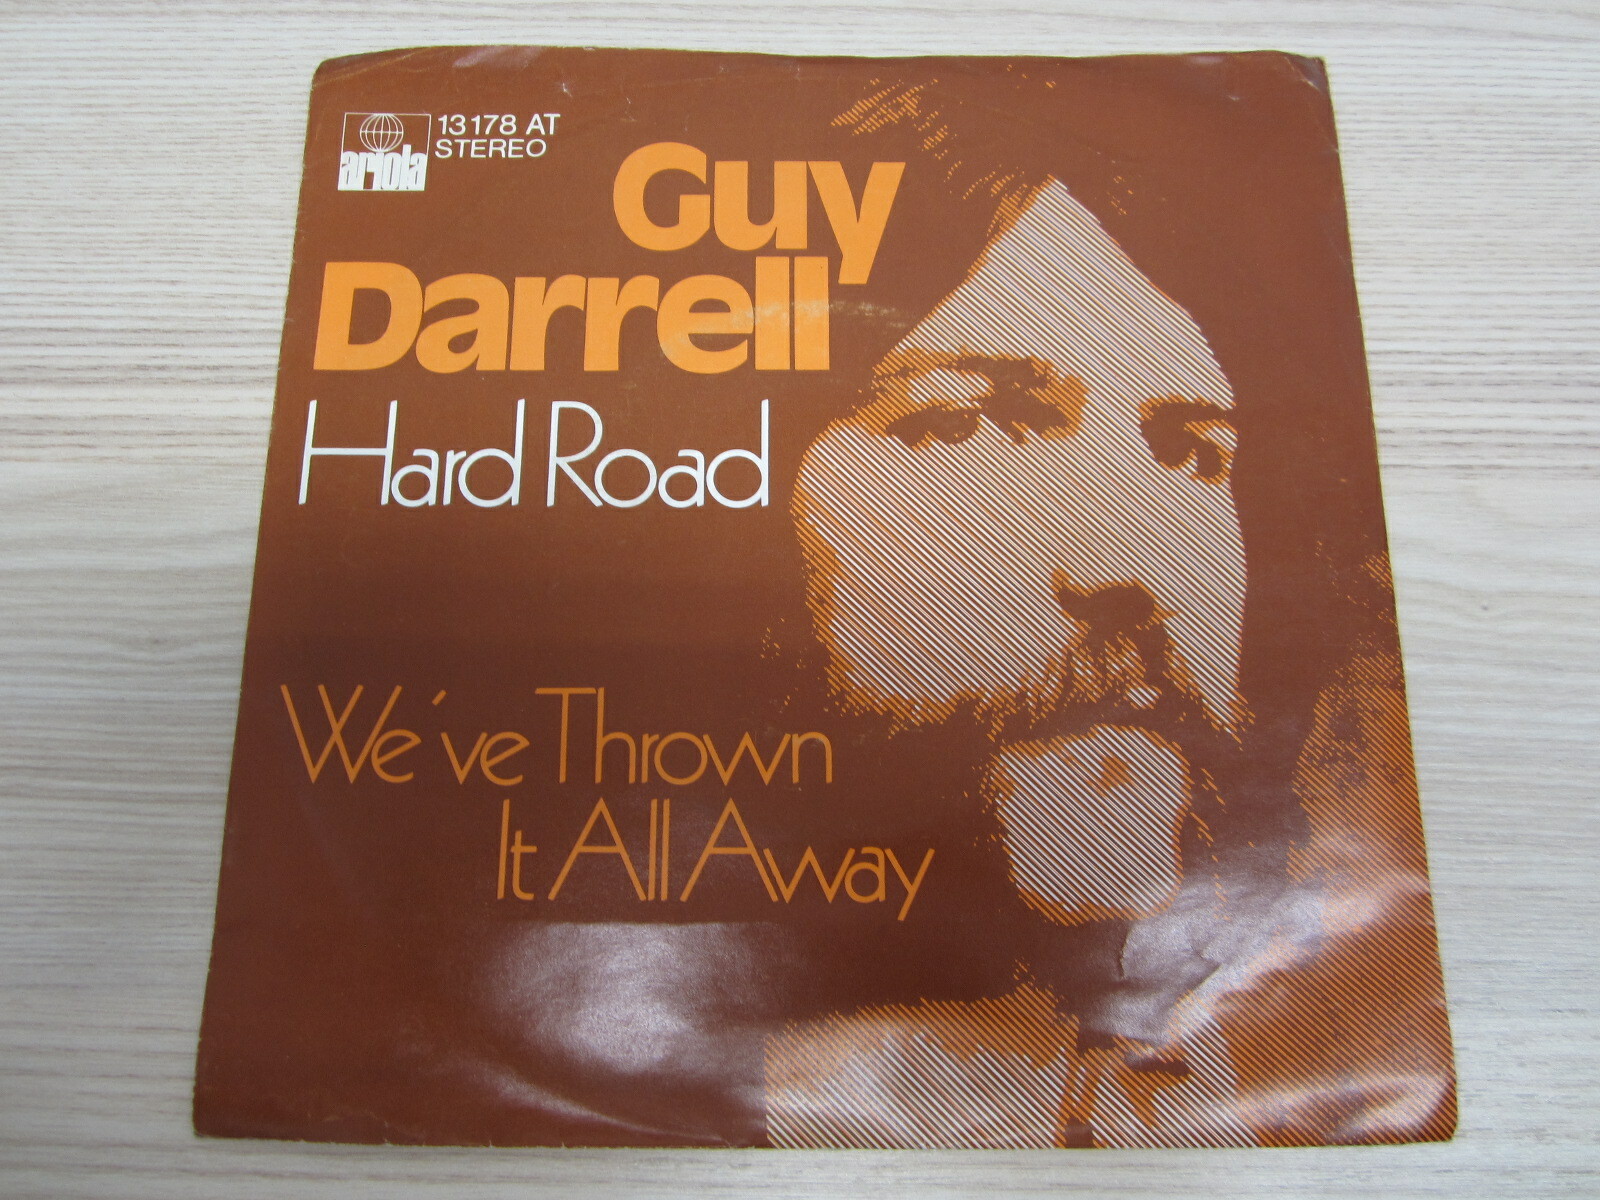 ariola
13178 AT
STEREO
Guy
Darrell
Hard Road
We've Thrown
It All Away